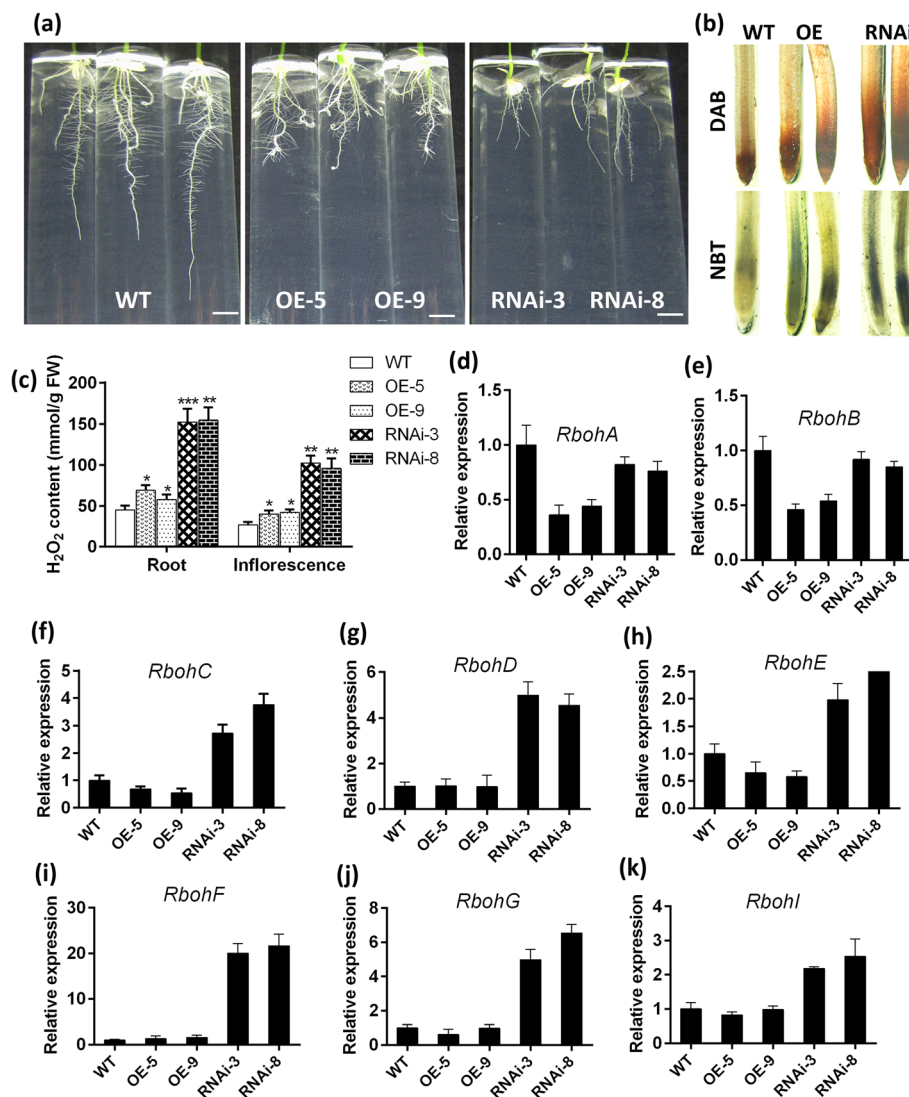 (a)
WT
OE-5 OE-9
RNAi-3 RNAi-8
(b)
WT OE RNAi
DAB
NBT
(c)
H₂O₂ content (mmol/g FW)
200
150
100
50
0
* * *** **
* * ** **
Root Inflorescence
WT
OE-5
OE-9
RNAi-3
RNAi-8
(d)
RbohA
Relative expression
1.5
1.0
0.5
0.0
WT OE-5 OE-9 RNAi-3 RNAi-8
(e)
RbohB
Relative expression
1.5
1.0
0.5
0.0
WT OE-5 OE-9 RNAi-3 RNAi-8
(f)
RbohC
Relative expression
5
4
3
2
1
0
WT OE-5 OE-9 RNAi-3 RNAi-8
(g)
RbohD
Relative expression
6
4
2
0
WT OE-5 OE-9 RNAi-3 RNAi-8
(h)
RbohE
Relative expression
2.5
2.0
1.5
1.0
0.5
0.0
WT OE-5 OE-9 RNAi-3 RNAi-8
(i)
RbohF
Relative expression
30
20
10
0
WT OE-5 OE-9 RNAi-3 RNAi-8
(j)
RbohG
Relative expression
8
6
4
2
0
WT OE-5 OE-9 RNAi-3 RNAi-8
(k)
RbohI
Relative expression
4
3
2
1
0
WT OE-5 OE-9 RNAi-3 RNAi-8